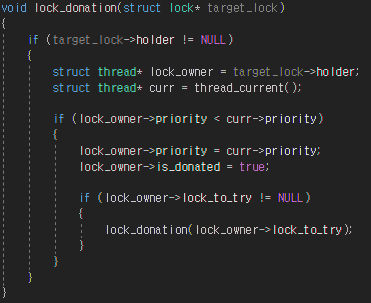 void lock_donation(struct lock* target_lock)
{
    if (target_lock->holder != NULL)
    {
        struct thread* lock_owner = target_lock->holder;
        struct thread* curr = thread_current();

        if (lock_owner->priority < curr->priority)
        {
            lock_owner->priority = curr->priority;
            lock_owner->is_donated = true;

            if (lock_owner->lock_to_try != NULL)
            {
                lock_donation(lock_owner->lock_to_try);
            }
        }
    }
}